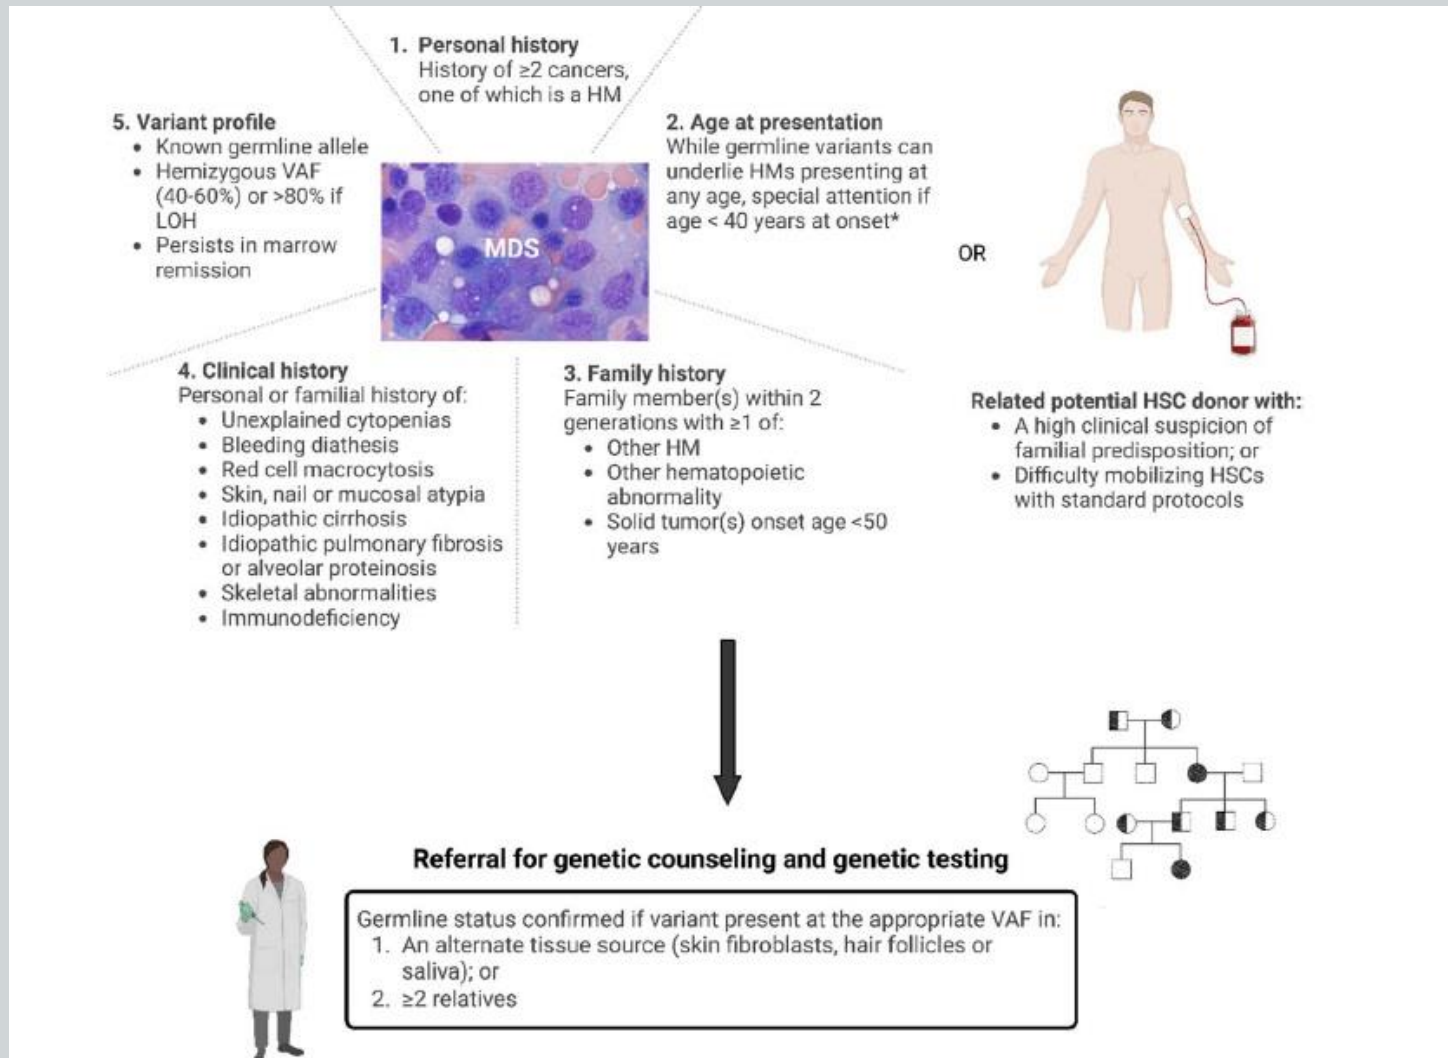 1. Personal history
History of ≥2 cancers,
one of which is a HM
5. Variant profile
• Known germline allele
• Hemizygous VAF
(40-60%) or >80% if
LOH
• Persists in marrow
remission
2. Age at presentation
While germline variants can
underlie HMs presenting at
any age, special attention if
age < 40 years at onset*
MDS
OR
4. Clinical history
Personal or familial history of:
• Unexplained cytopenias
• Bleeding diathesis
• Red cell macrocytosis
• Skin, nail or mucosal atypia
• Idiopathic cirrhosis
• Idiopathic pulmonary fibrosis
or alveolar proteinosis
• Skeletal abnormalities
• Immunodeficiency
3. Family history
Family member(s) within 2
generations with ≥1 of:
• Other HM
• Other hematopoietic
abnormality
• Solid tumor(s) onset age <50
years
Related potential HSC donor with:
• A high clinical suspicion of
familial predisposition; or
• Difficulty mobilizing HSCs
with standard protocols
Referral for genetic counseling and genetic testing
Germline status confirmed if variant present at the appropriate VAF in:
1. An alternate tissue source (skin fibroblasts, hair follicles or
saliva); or
2. ≥2 relatives